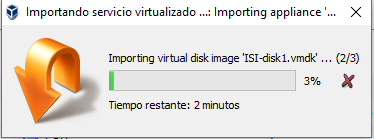 Importando servicio virtualizado ...: Importing appliance '...
Importing virtual disk image 'ISI-disk1.vmdk' ... (2/3)
3%
Tiempo restante: 2 minutos